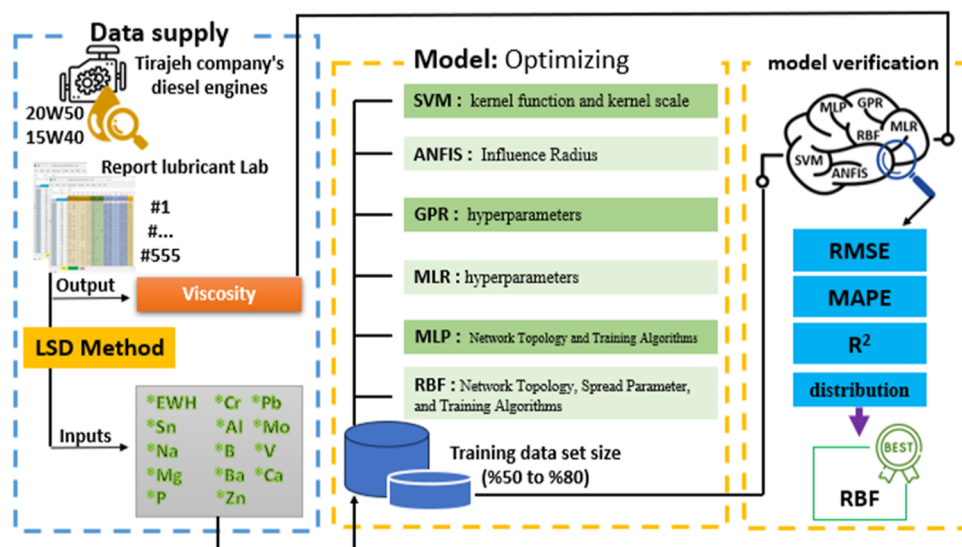 Data supply
Tirajeh company's
diesel engines
20W50
15W40
Report lubricant Lab
#1
#...
#555
Output
Viscosity
LSD Method
Inputs
*EWH *Cr *Pb
*Sn *Al *Mo
*Na *B *V
*Mg *Ba *Ca
*P *Zn
Model: Optimizing
SVM : kernel function and kernel scale
ANFIS : Influence Radius
GPR : hyperparameters
MLR : hyperparameters
MLP : Network Topology and Training Algorithms
RBF : Network Topology, Spread Parameter,
and Training Algorithms
Training data set size
(%50 to %80)
model verification
MLP GPR
RBF MLR
SVM
ANFIS
RMSE
MAPE
R²
distribution
BEST
RBF